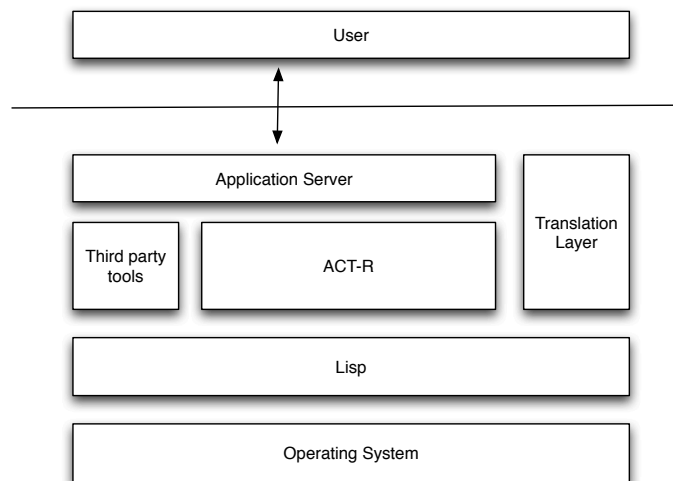 User
Application Server
Translation
Layer
Third party
tools
ACT-R
Lisp
Operating System